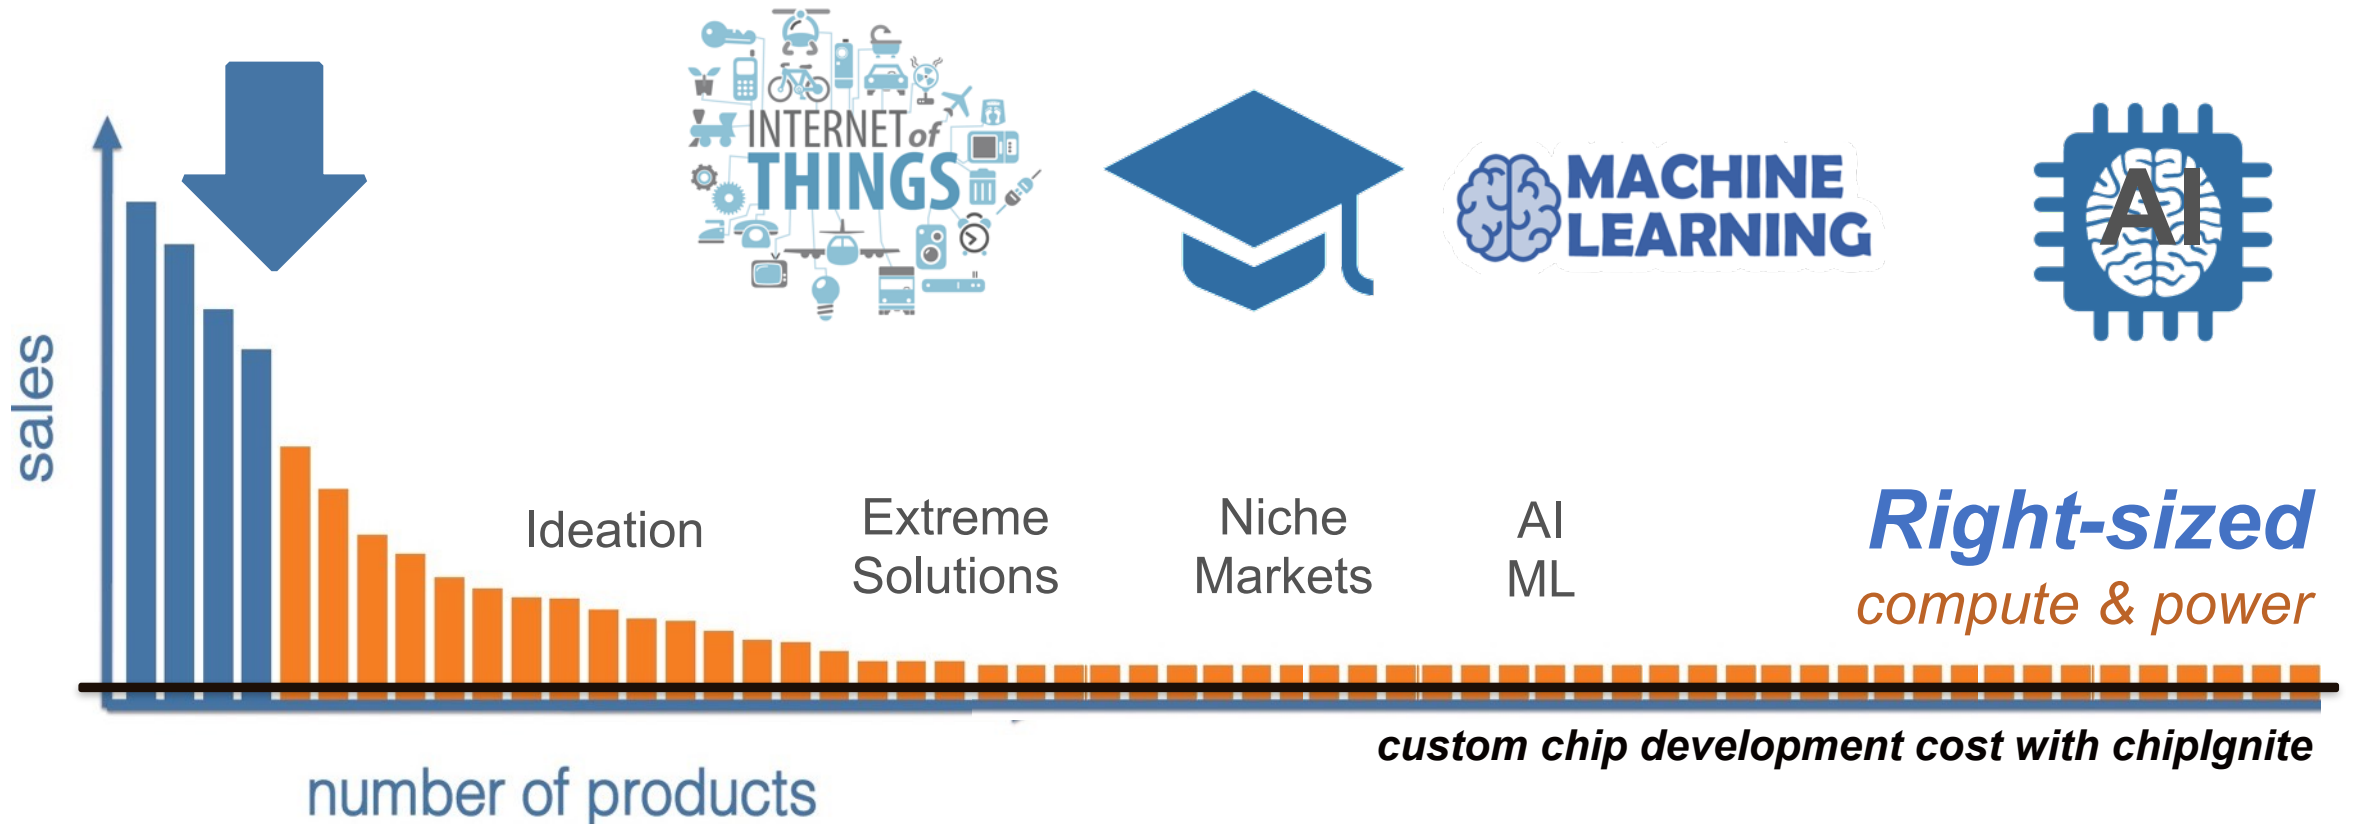 INTERNET of
THINGS
MACHINE
LEARNING
AI
sales
Ideation
Extreme
Solutions
Niche
Markets
AI
ML
Right-sized
compute & power
custom chip development cost with chipIgnite
number of products